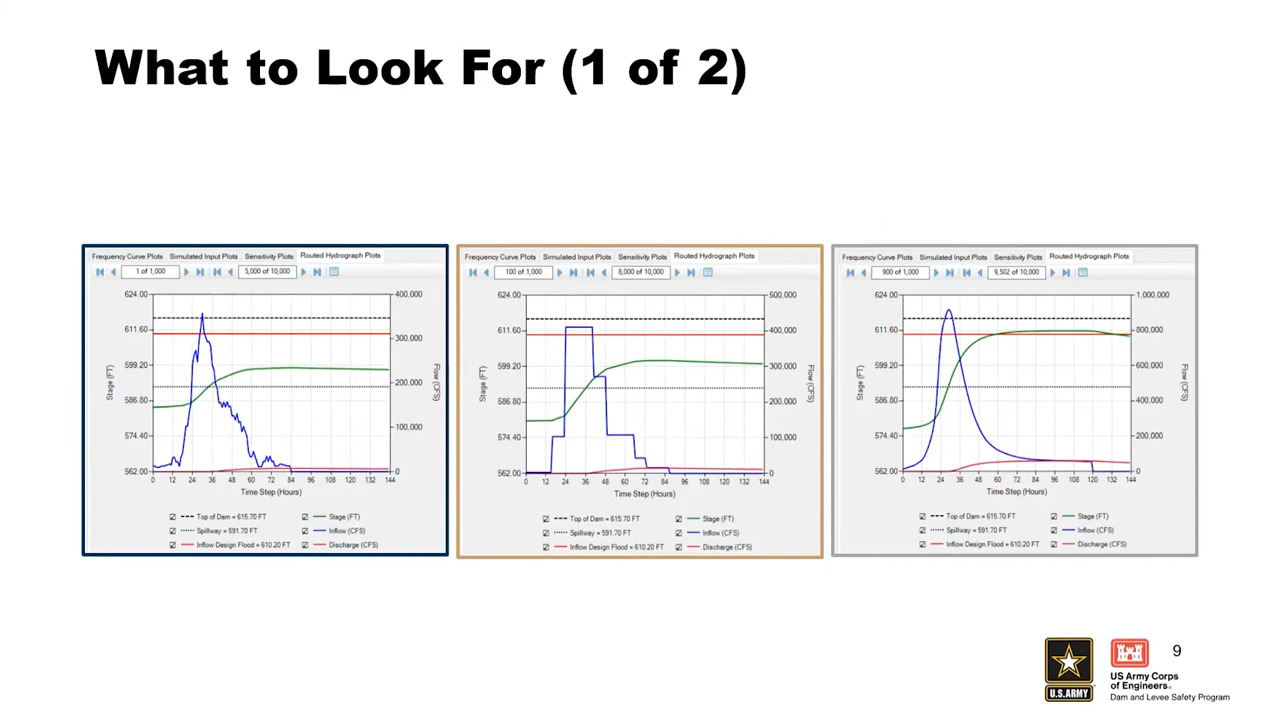 What to Look For (1 of 2)
Frequency Curve Plots Simulated Input Plots Sensitivity Plots Routed Hydrograph Plots
1 of 1,000 5,000 of 10,000
624.00 400,000
611.60 300,000
599.20 200,000
586.80 100,000
574.40
562.00 0
0 12 24 36 48 60 72 84 96 108 120 132 144
Stage (FT)
Flow (CFS)
Time Step (Hours)
Top of Dam = 615.70 FT Stage (FT)
Spillway = 591.70 FT Inflow (CFS)
Inflow Design Flood = 610.20 FT Discharge (CFS)
Frequency Curve Plots Simulated Input Plots Sensitivity Plots Routed Hydrograph Plots
100 of 1,000 8,000 of 10,000
624.00 500,000
611.60 400,000
599.20 300,000
586.80 200,000
574.40 100,000
562.00 0
0 12 24 36 48 60 72 84 96 108 120 132 144
Stage (FT)
Flow (CFS)
Time Step (Hours)
Top of Dam = 615.70 FT Stage (FT)
Spillway = 591.70 FT Inflow (CFS)
Inflow Design Flood = 610.20 FT Discharge (CFS)
Frequency Curve Plots Simulated Input Plots Sensitivity Plots Routed Hydrograph Plots
900 of 1,000 9,502 of 10,000
624.00 1,000,000
611.60 800,000
599.20 600,000
586.80 400,000
574.40 200,000
562.00 0
0 12 24 36 48 60 72 84 96 108 120 132 144
Stage (FT)
Flow (CFS)
Time Step (Hours)
Top of Dam = 615.70 FT Stage (FT)
Spillway = 591.70 FT Inflow (CFS)
Inflow Design Flood = 610.20 FT Discharge (CFS)
U.S. ARMY
US Army Corps
of Engineers®
Dam and Levee Safety Program
9